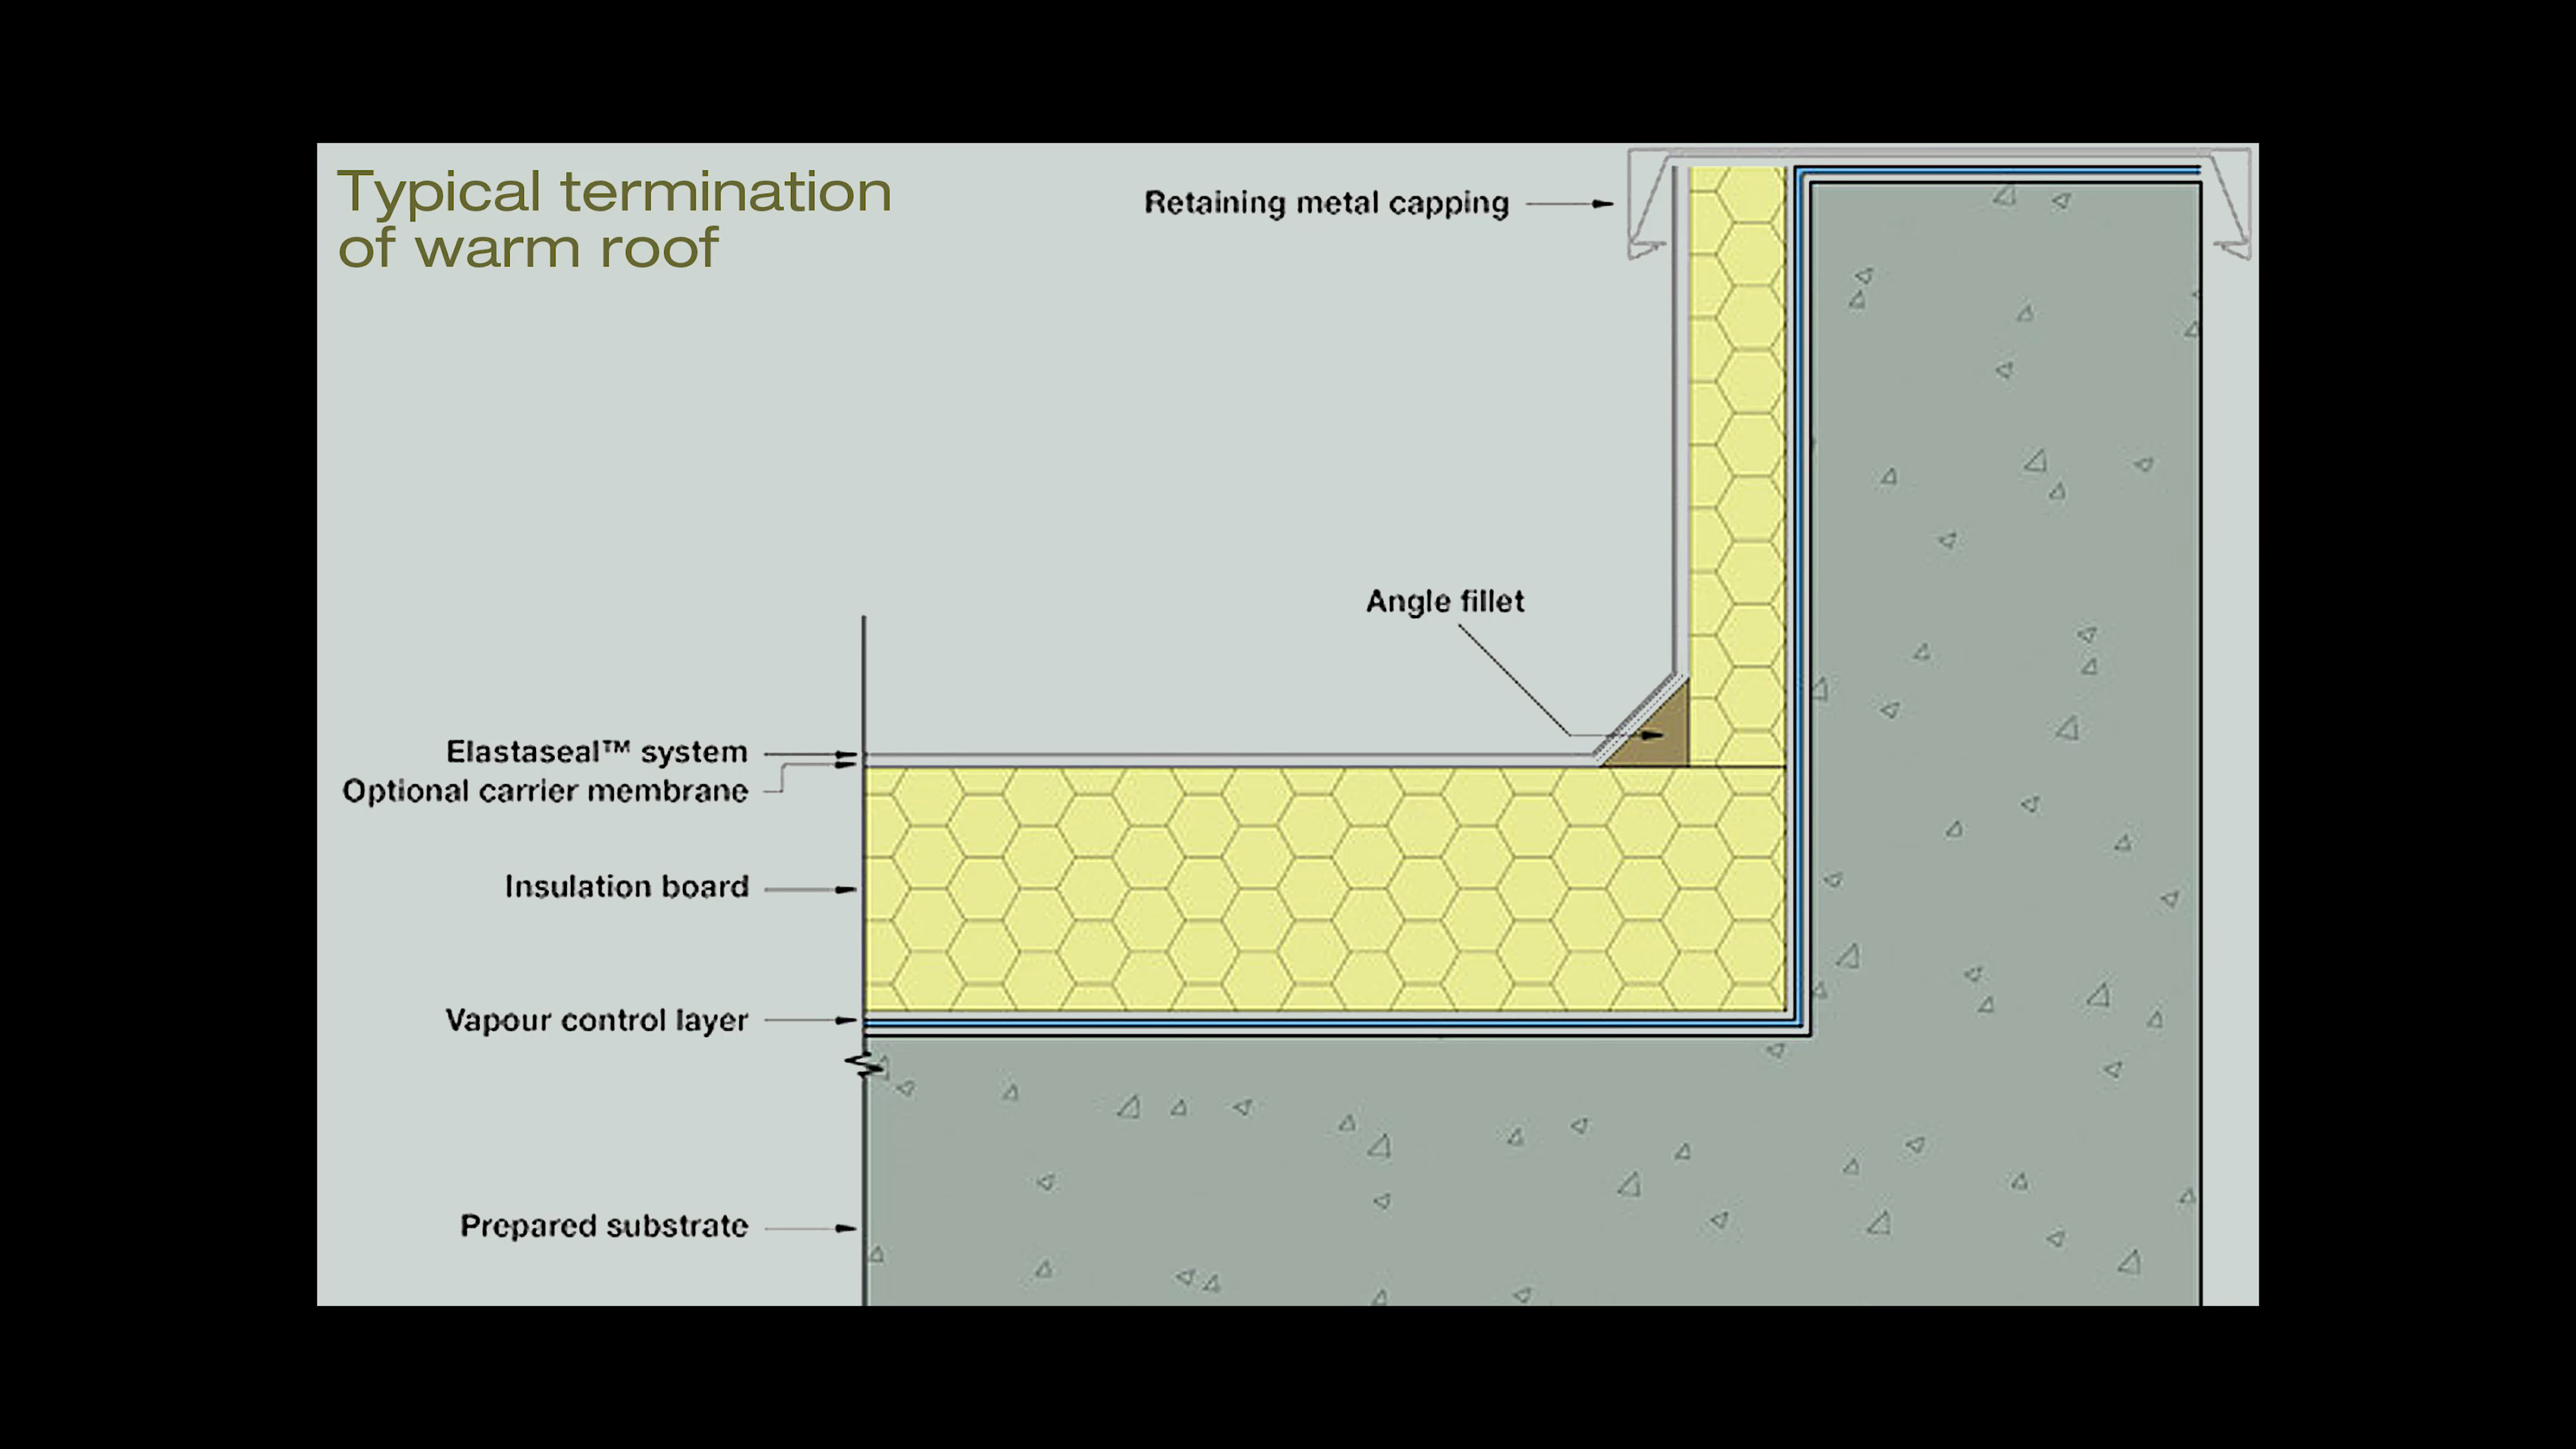 Typical termination
of warm roof
Retaining metal capping
Angle fillet
Elastaseal™ system
Optional carrier membrane
Insulation board
Vapour control layer
Prepared substrate